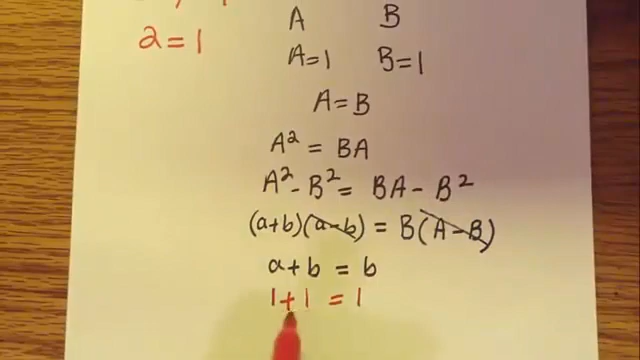 2 = 1
A B
A=1 B=1
A=B
A² = BA
A² - B² = BA - B²
(a+b)(a-b) = B(A-B)
a+b = b
1+1 = 1